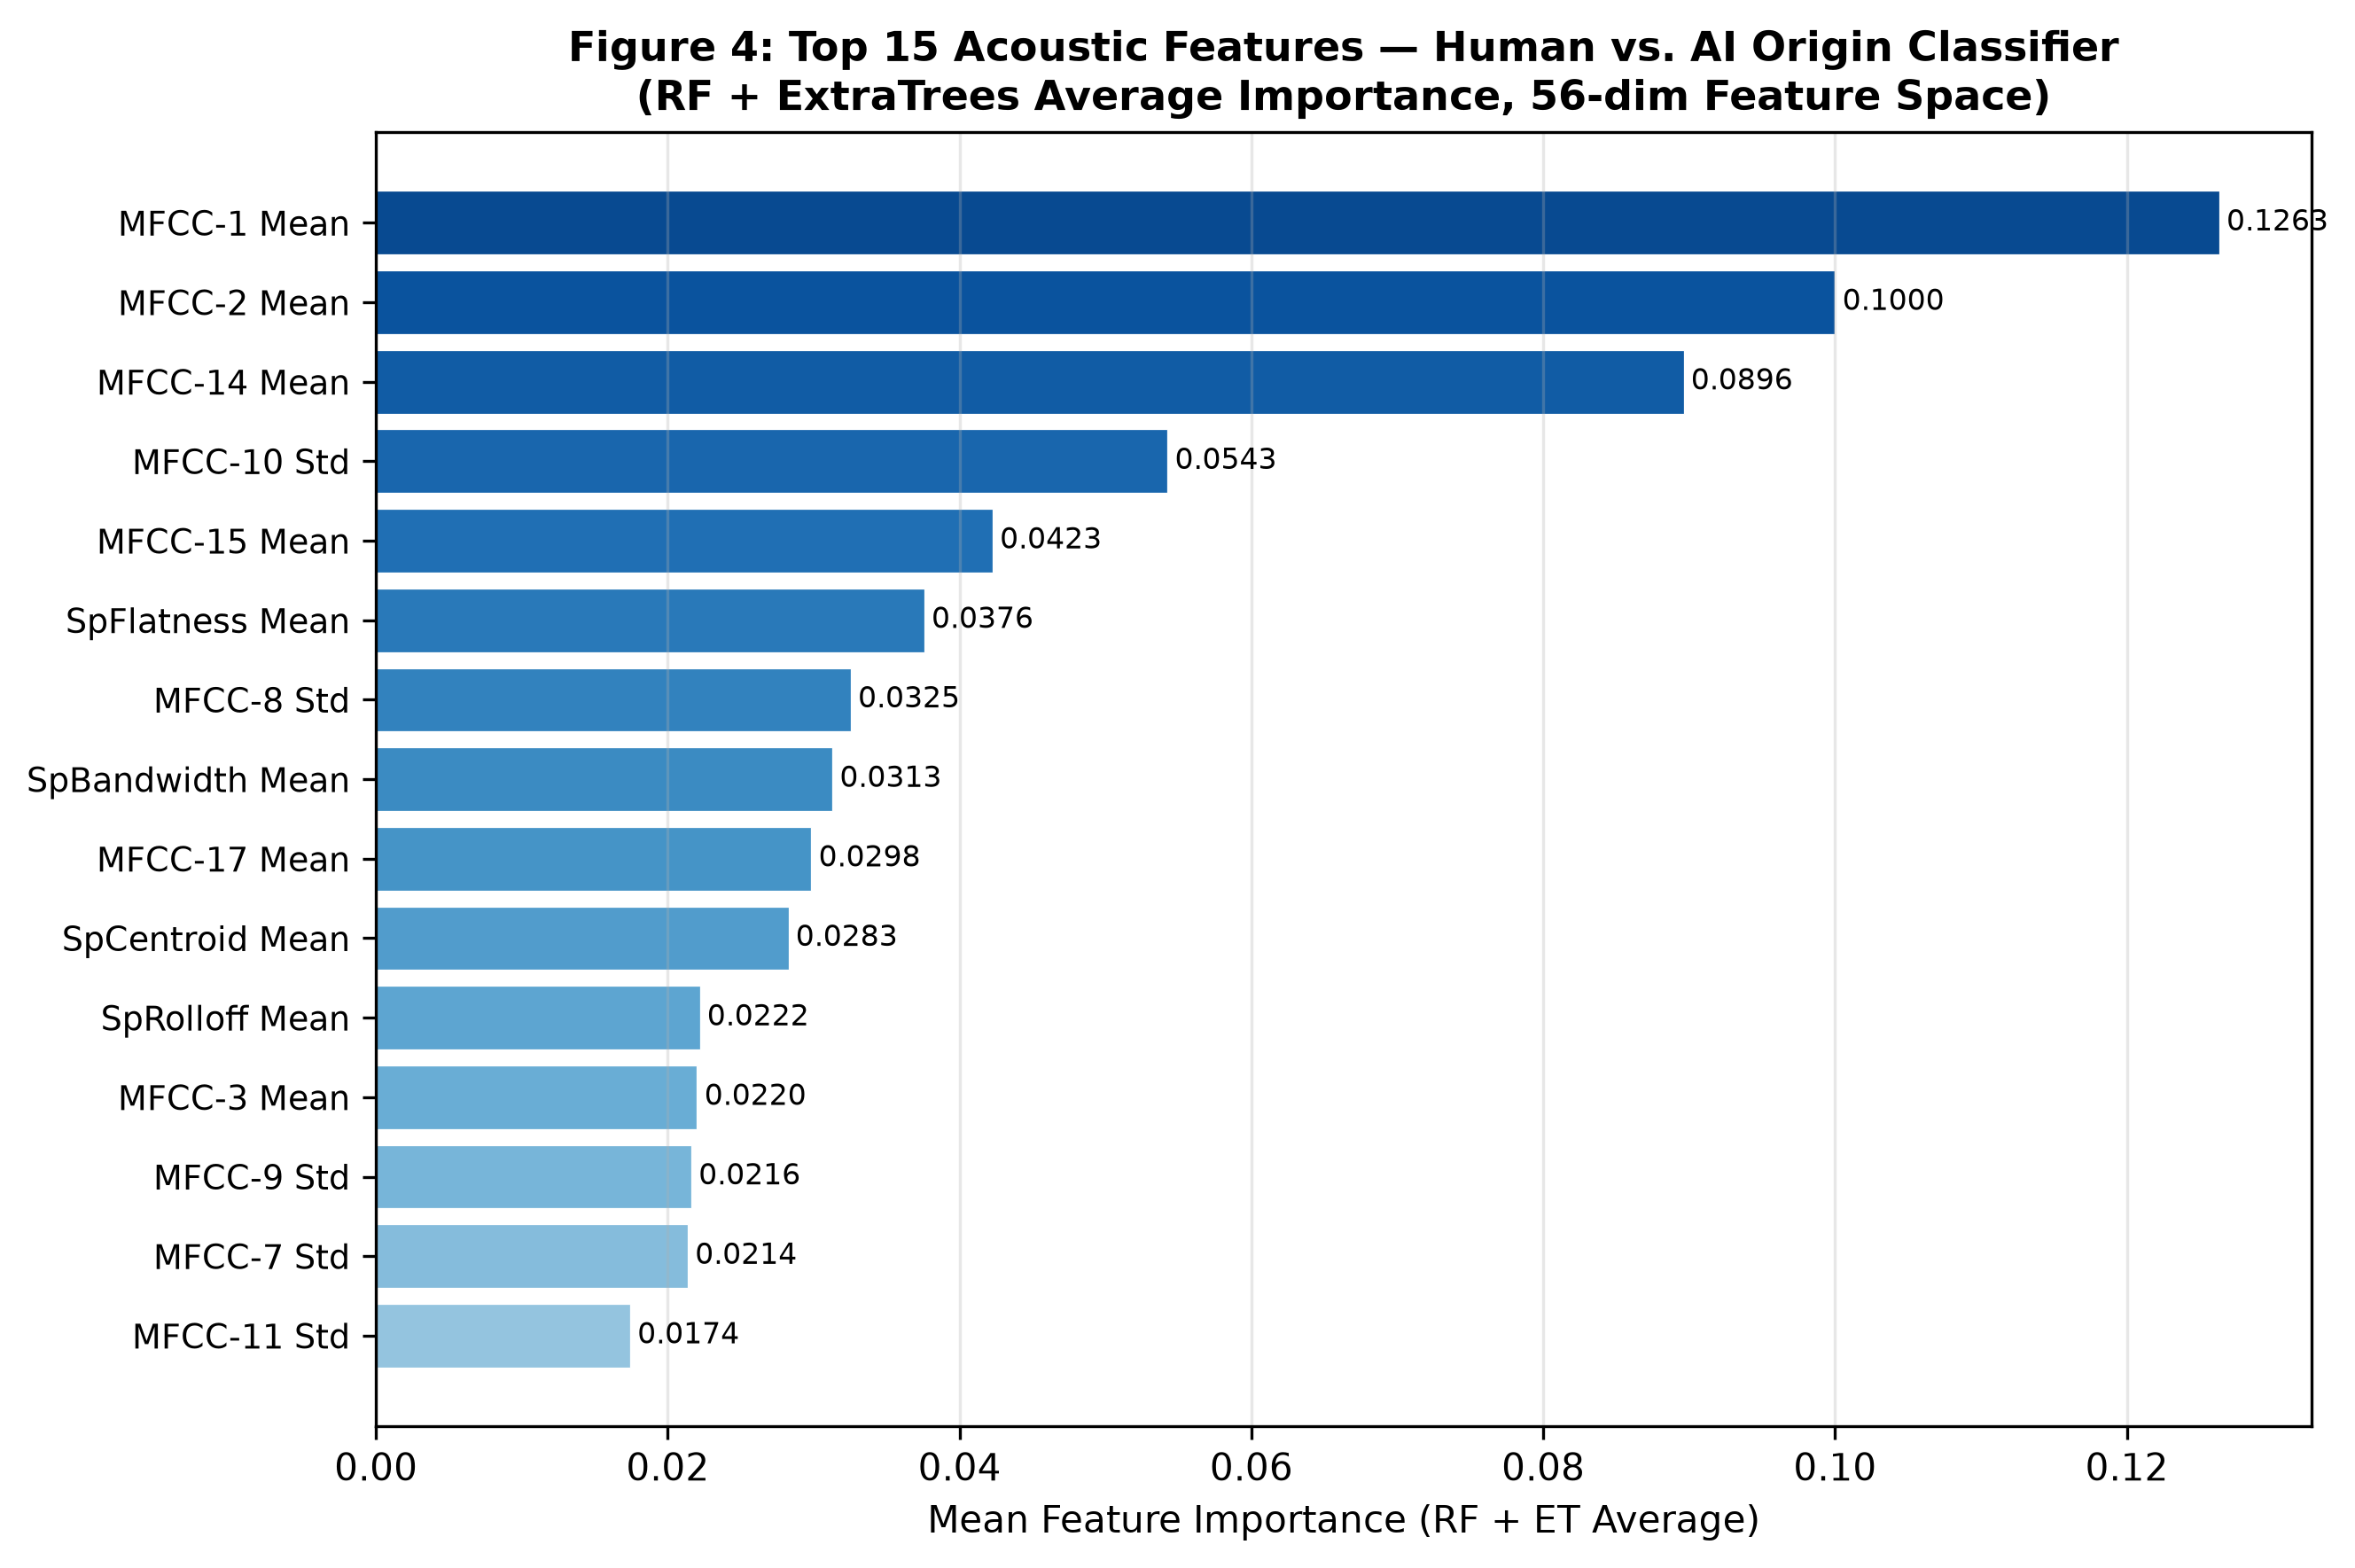 Figure 4: Top 15 Acoustic Features — Human vs. AI Origin Classifier
(RF + ExtraTrees Average Importance, 56-dim Feature Space)
MFCC-1 Mean 0.1263
MFCC-2 Mean 0.1000
MFCC-14 Mean 0.0896
MFCC-10 Std 0.0543
MFCC-15 Mean 0.0423
SpFlatness Mean 0.0376
MFCC-8 Std 0.0325
SpBandwidth Mean 0.0313
MFCC-17 Mean 0.0298
SpCentroid Mean 0.0283
SpRolloff Mean 0.0222
MFCC-3 Mean 0.0220
MFCC-9 Std 0.0216
MFCC-7 Std 0.0214
MFCC-11 Std 0.0174
0.00 0.02 0.04 0.06 0.08 0.10 0.12
Mean Feature Importance (RF + ET Average)